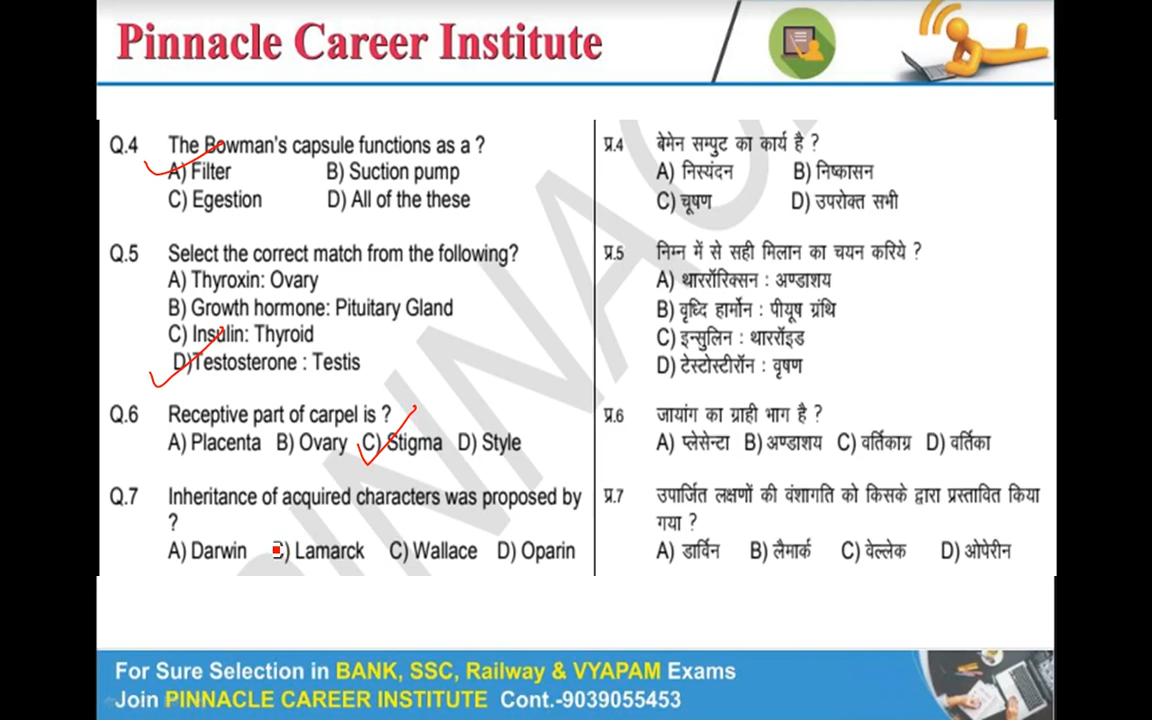 Pinnacle Career Institute
Q.4 The Bowman's capsule functions as a ?
A) Filter B) Suction pump
C) Egestion D) All of the these
Q.5 Select the correct match from the following?
A) Thyroxin: Ovary
B) Growth hormone: Pituitary Gland
C) Insulin: Thyroid
D) Testosterone : Testis
Q.6 Receptive part of carpel is ?
A) Placenta B) Ovary C) Stigma D) Style
Q.7 Inheritance of acquired characters was proposed by
?
A) Darwin B) Lamarck C) Wallace D) Oparin
प्र.4 बेमेन सम्पुट का कार्य है ?
A) निस्यंदन B) निष्कासन
C) चूषण D) उपरोक्त सभी
प्र.5 निम्न में से सही मिलान का चयन करिये ?
A) थाररॉरिक्सन : अण्डाशय
B) वृध्दि हार्मोन : पीयूष ग्रंथि
C) इन्सुलिन : थाररॉइड
D) टेस्टोस्टीरॉन : वृषण
प्र.6 जायांग का ग्राही भाग है ?
A) प्लेसेन्टा B) अण्डाशय C) वर्तिकाग्र D) वर्तिका
प्र.7 उपार्जित लक्षणों की वंशागति को किसके द्वारा प्रस्तावित किया
गया ?
A) डार्विन B) लैमार्क C) वेल्लेक D) ओपेरीन
For Sure Selection in BANK, SSC, Railway & VYAPAM Exams
Join PINNACLE CAREER INSTITUTE Cont.-9039055453